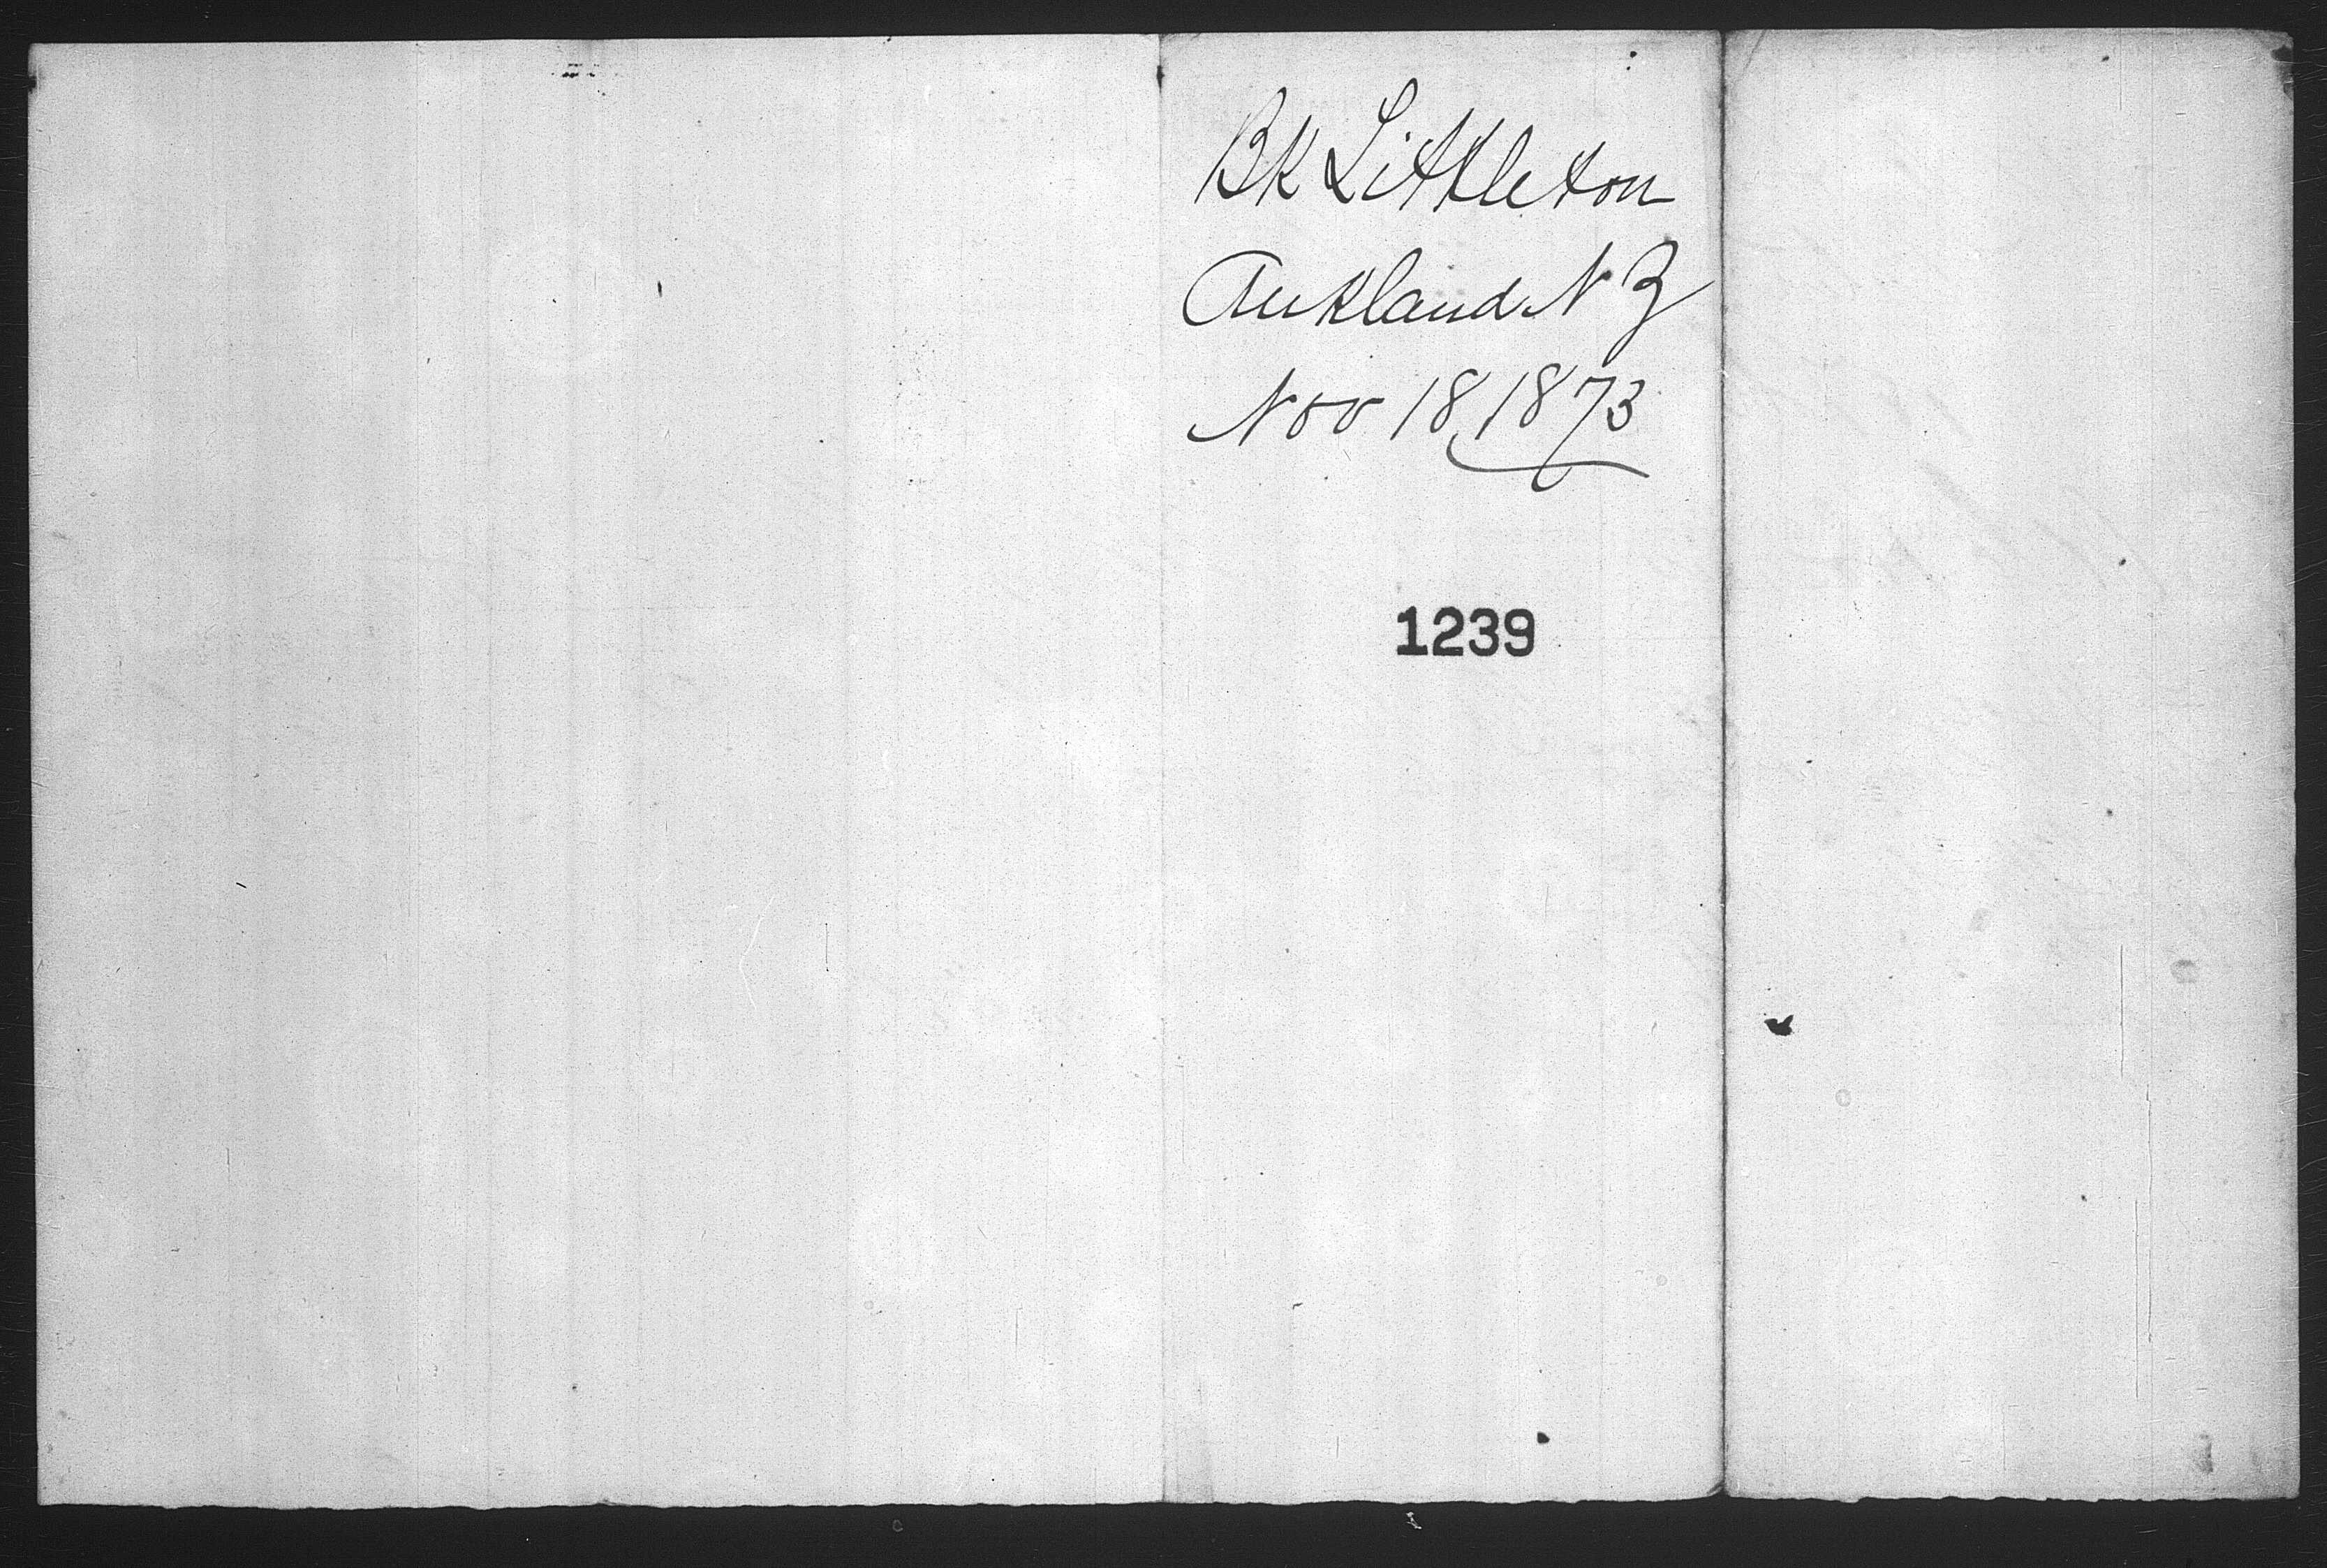 Bk Littleton
Aukland N Z
Nov 18, 1873
1239